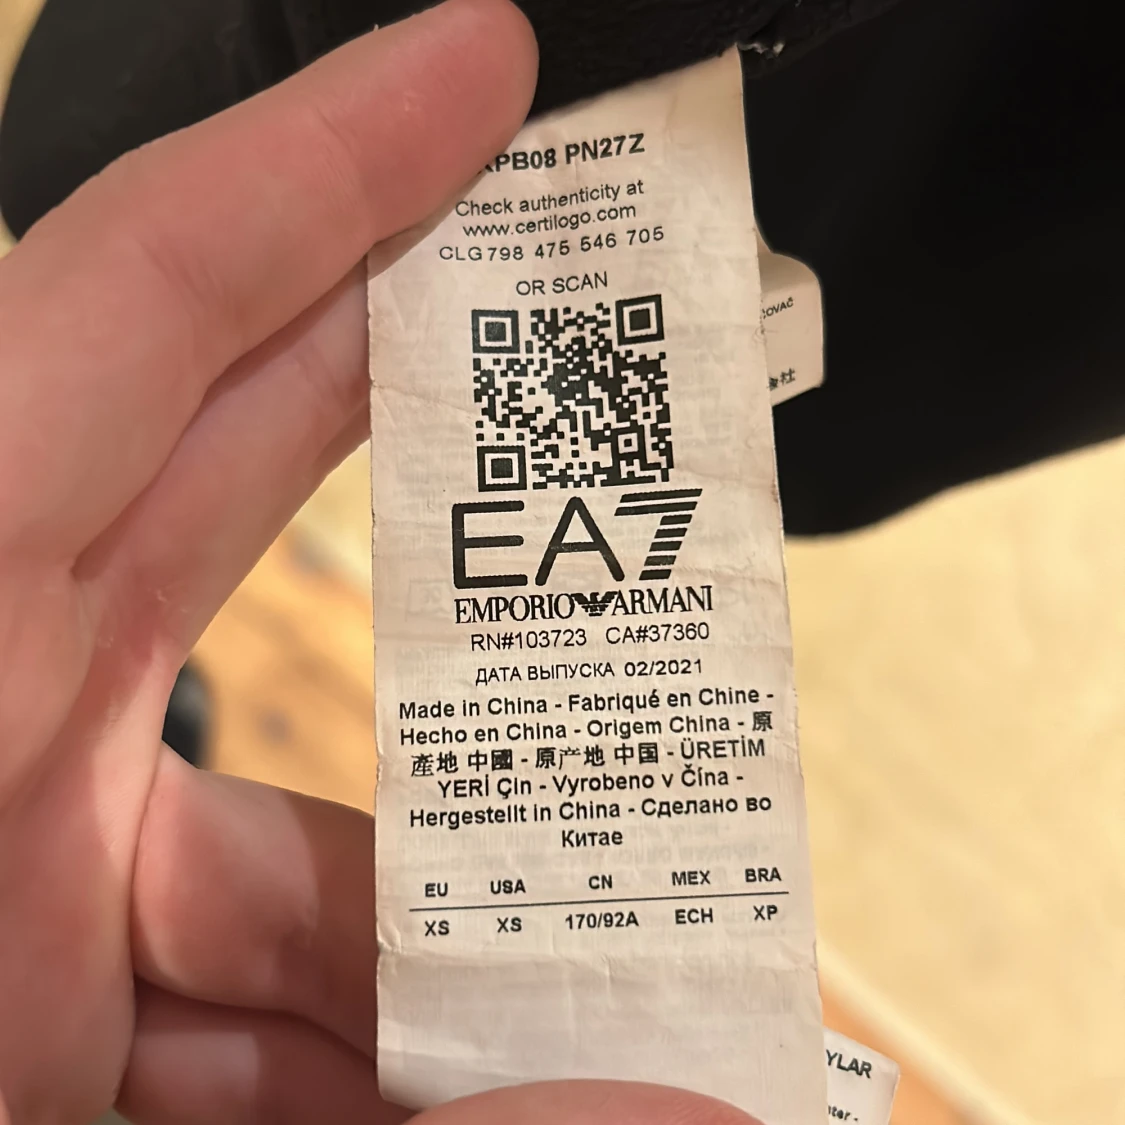 PB08 PN27Z
Check authenticity at
www.certilogo.com
CLG798 475 546 705
OR SCAN
EA7
EMPORIO ARMANI
RN#103723 CA#37360
ДАТА ВЫПУСКА 02/2021
Made in China - Fabriqué en Chine -
Hecho en China - Origem China - 原
產地 中國 - 原产地 中国 - ÜRETİM
YERİ Çin - Vyrobeno v Čína -
Hergestellt in China - Сделано во
Китае
EU USA CN MEX BRA
XS XS 170/92A ECH XP
YLAR